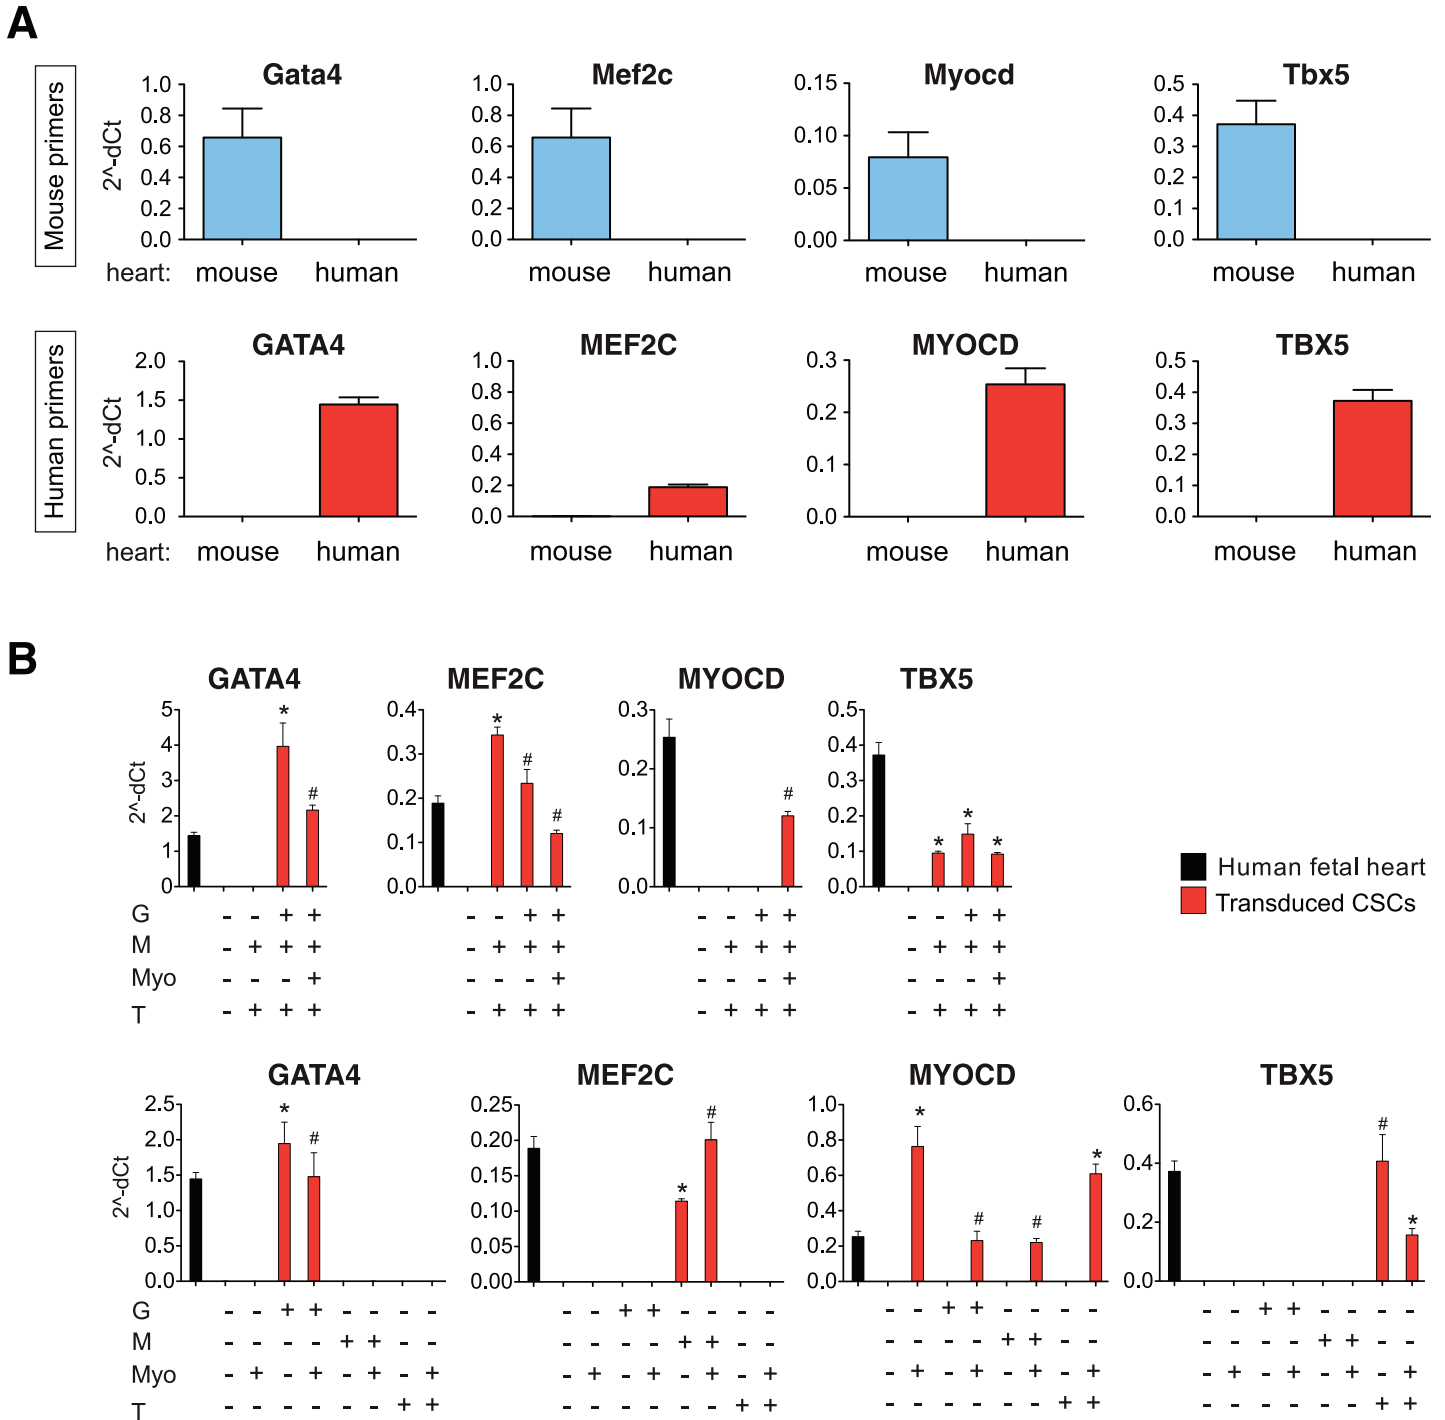 A
Mouse primers
Gata4
Mef2c
Myocd
Tbx5
2^-dCt
1.0
0.8
0.6
0.4
0.2
0.0
1.0
0.8
0.6
0.4
0.2
0.0
0.15
0.10
0.05
0.00
0.5
0.4
0.3
0.2
0.1
0.0
heart: mouse human mouse human mouse human mouse human
Human primers
GATA4
MEF2C
MYOCD
TBX5
2^-dCt
2.0
1.5
1.0
0.5
0.0
1.0
0.8
0.6
0.4
0.2
0.0
0.3
0.2
0.1
0.0
0.5
0.4
0.3
0.2
0.1
0.0
heart: mouse human mouse human mouse human mouse human
B
GATA4
MEF2C
MYOCD
TBX5
2^-dCt
5
4
3
2
1
0
* #
0.4
0.3
0.2
0.1
0.0
* # #
0.3
0.2
0.1
0.0
#
0.5
0.4
0.3
0.2
0.1
0.0
* * *
Human fetal heart
Transduced CSCs
G - - + + - - + + - - + + - - + +
M - + + + - + + + - + + + - + + +
Myo - - - + - - - + - - - + - - - +
T - + + + - + + + - + + + - + + +
GATA4
MEF2C
MYOCD
TBX5
2^-dCt
2.5
2.0
1.5
1.0
0.5
0.0
* #
0.25
0.20
0.15
0.10
0.05
0.00
* #
1.0
0.8
0.6
0.4
0.2
0.0
* # # *
0.6
0.4
0.2
0.0
# *
G - - + + - - - - - - + + - - - - - - + + - - - - - - + + - - - -
M - - - - + + - - - - - - + + - - - - - - + + - - - - - - + + - -
Myo - + - + - + - + - + - + - + - + - + - + - + - + - + - + - + - +
T - - - - - - + + - - - - - - + + - - - - - - + + - - - - - - + +